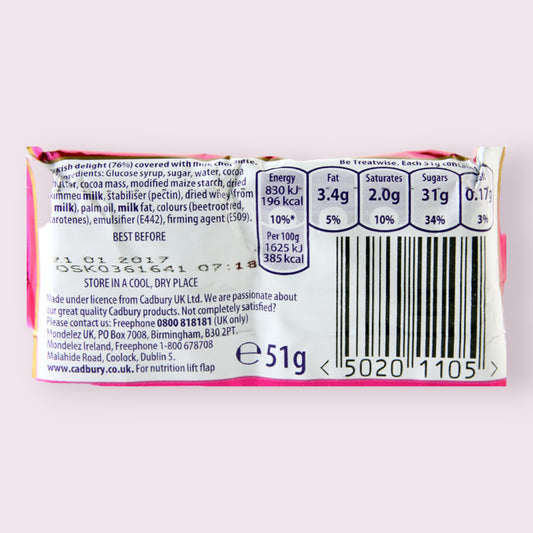 kish delight (76%) covered with milk chocolate.
Ingredients: Glucose syrup, sugar, water, cocoa
butter, cocoa mass, modified maize starch, dried
skimmed milk, stabiliser (pectin), dried whey (from
milk), palm oil, milk fat, colours (beetroot red,
carotenes), emulsifier (E442), firming agent (E509).
BEST BEFORE
21 01 2017
OSK0361641 07:18
STORE IN A COOL, DRY PLACE
Made under licence from Cadbury UK Ltd. We are passionate about
our great quality Cadbury products. Not completely satisfied?
Please contact us: Freephone 0800 818181 (UK only)
Mondelez UK, PO Box 7008, Birmingham, B30 2PT.
Mondelez Ireland, Freephone 1-800 678708
Malahide Road, Coolock, Dublin 5.
www.cadbury.co.uk. For nutrition lift flap
Be Treatwise. Each 51g contains
Energy
830 kJ
196 kcal
10%*
Per 100g
1625 kJ
385 kcal
Fat
3.4g
5%
Saturates
2.0g
10%
Sugars
31g
34%
0.17g
3%
e51g
<5020 1105>